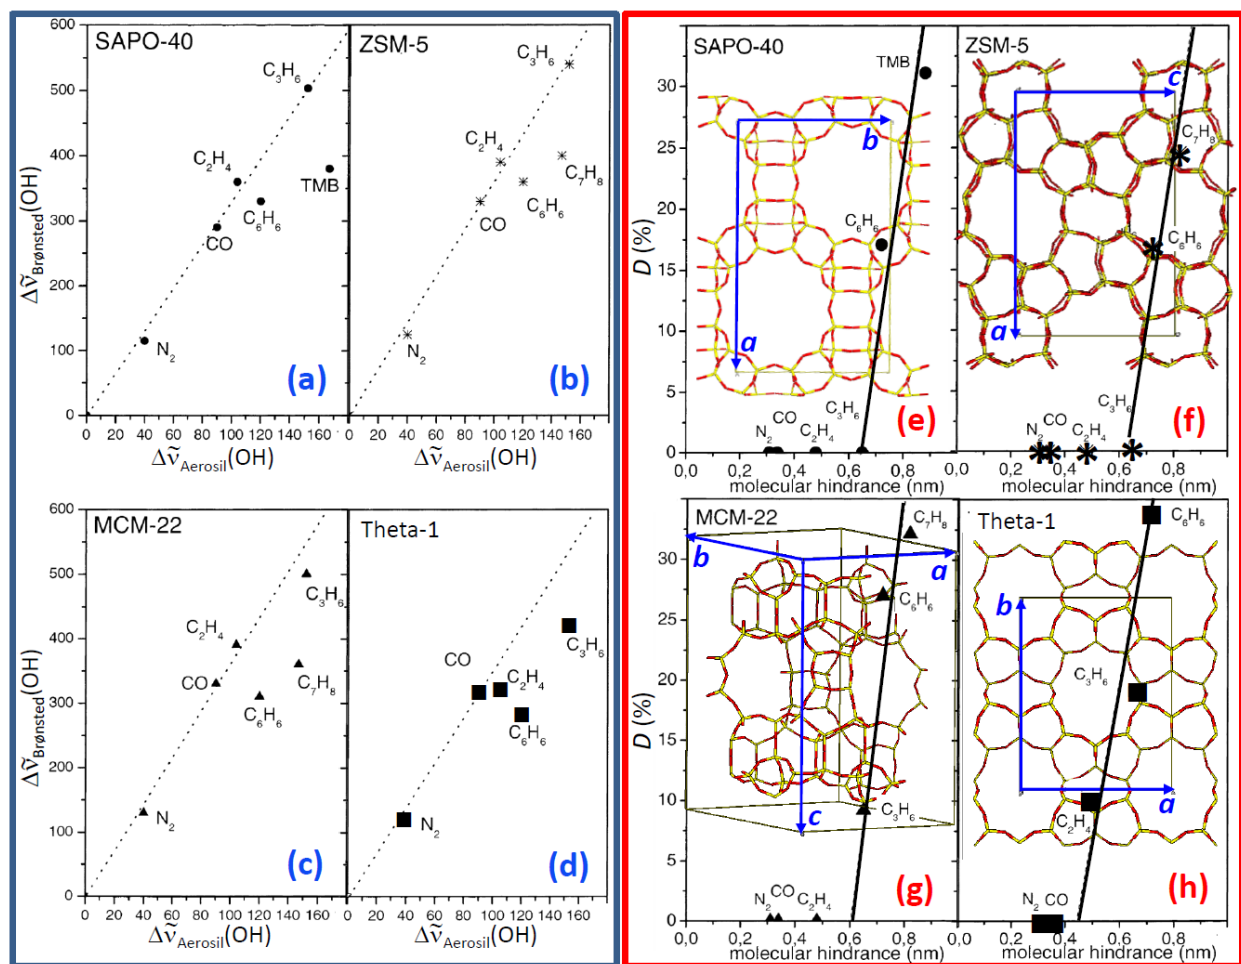 SAPO-40
ZSM-5
600
500
400
300
200
100
0
Δν̃Brønsted(OH)
C3H6
C2H4
TMB
C6H6
CO
N2
(a)
C3H6
C2H4
C7H8
C6H6
CO
N2
(b)
0 20 40 60 80 100 120 140 160
0 20 40 60 80 100 120 140 160
Δν̃Aerosil(OH)
Δν̃Aerosil(OH)
MCM-22
Theta-1
600
500
400
300
200
100
0
Δν̃Brønsted(OH)
C3H6
C2H4
CO
C7H8
C6H6
N2
(c)
CO
C3H6
C2H4
C6H6
N2
(d)
0 20 40 60 80 100 120 140 160
0 20 40 60 80 100 120 140 160
Δν̃Aerosil(OH)
Δν̃Aerosil(OH)
SAPO-40
ZSM-5
30
25
20
15
10
5
0
D (%)
TMB
b
C6H6
a
C3H6
CO
N2
C2H4
(e)
c
C7H8
C6H6
a
C3H6
CO
N2
C2H4
(f)
0,0 0,2 0,4 0,6 0,8
0,0 0,2 0,4 0,6 0,8
molecular hindrance (nm)
molecular hindrance (nm)
MCM-22
Theta-1
30
25
20
15
10
5
0
D (%)
C7H8
b
a
C6H6
C3H6
c
N2 CO C2H4
(g)
C6H6
b
C3H6
a
C2H4
N2 CO
(h)
0,0 0,2 0,4 0,6 0,8
0,0 0,2 0,4 0,6 0,8
molecular hindrance (nm)
molecular hindrance (nm)